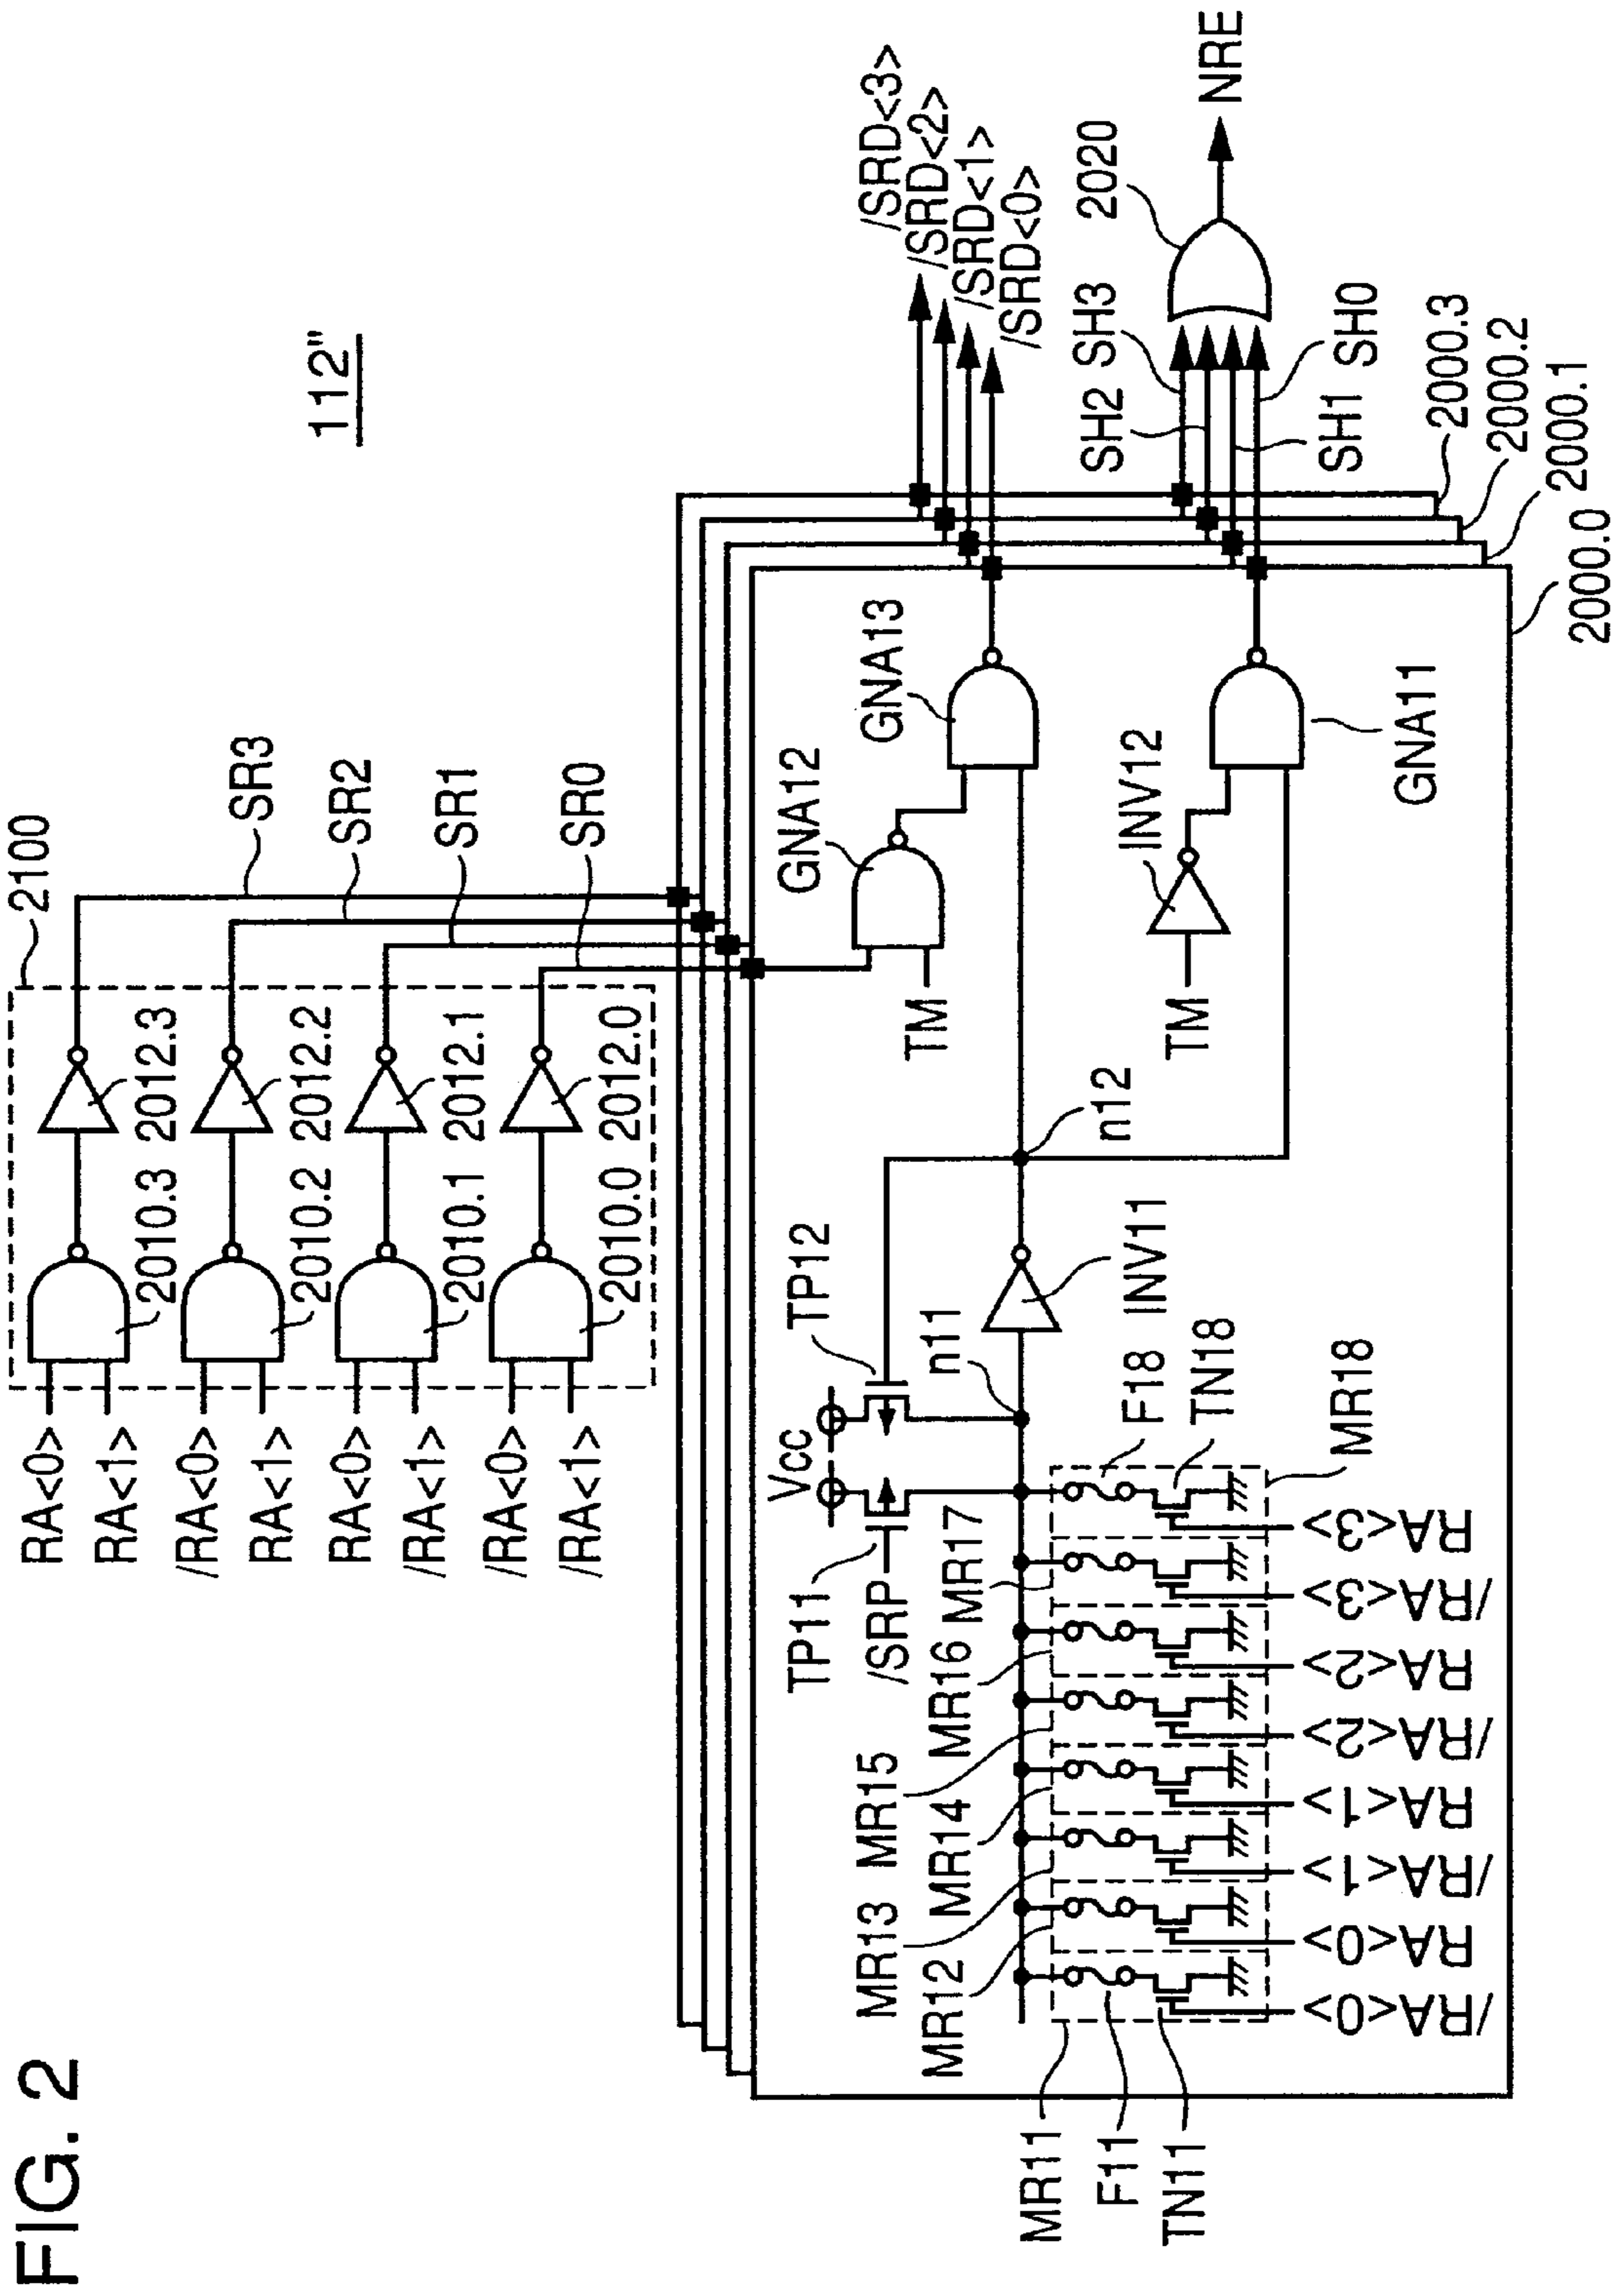 FIG. 2
112"
2100
RA<0>
RA<1>
/RA<0>
RA<1>
RA<0>
/RA<1>
/RA<0>
/RA<1>
2010.3
2012.3
2010.2
2012.2
2010.1
2012.1
2010.0
2012.0
SR3
SR2
SR1
SR0
/SRD<3>
/SRD<2>
/SRD<1>
/SRD<0>
2020
NRE
SH3
SH2
SH1
SH0
2000.3
2000.2
2000.1
2000.0
GNA12
GNA13
TM
INV12
TM
GNA11
n12
TP12
Vcc
TP11
/SRP
n11
INV11
F18
TN18
MR18
MR17
MR16
MR15
MR14
MR13
MR12
MR11
F11
TN11
/RA<0>
RA<0>
/RA<1>
RA<1>
/RA<2>
RA<2>
/RA<3>
RA<3>